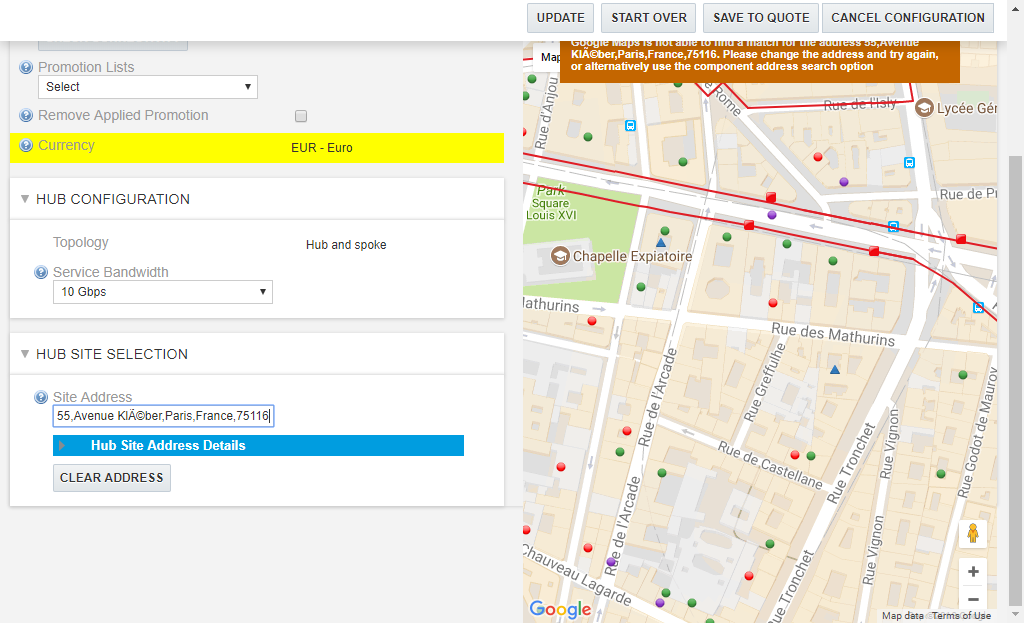 UPDATE
START OVER
SAVE TO QUOTE
CANCEL CONFIGURATION
Promotion Lists
Select
Remove Applied Promotion
Currency
EUR - Euro
HUB CONFIGURATION
Topology
Hub and spoke
Service Bandwidth
10 Gbps
HUB SITE SELECTION
Site Address
55,Avenue KlÃ©ber,Paris,France,75116
Hub Site Address Details
CLEAR ADDRESS
Map
Google Maps is not able to find a match for the address 55,Avenue
KlÃ©ber,Paris,France,75116. Please change the address and try again,
or alternatively use the component address search option
Rue d'Anjou
Rome
Rue de l'Isly
Lycée Gér
Rue de Pr
Park
Square
Louis XVI
Chapelle Expiatoire
Mathurins
Rue des Mathurins
Rue de l'Arcade
Rue Greffulhe
Rue de Castellane
Rue Tronchet
Rue Vignon
Rue Godot de Mauroy
Rue de l'Arcade
Rue Vignon
Rue Tronchet
Chauveau Lagarde
Google
Map data
Terms of Use